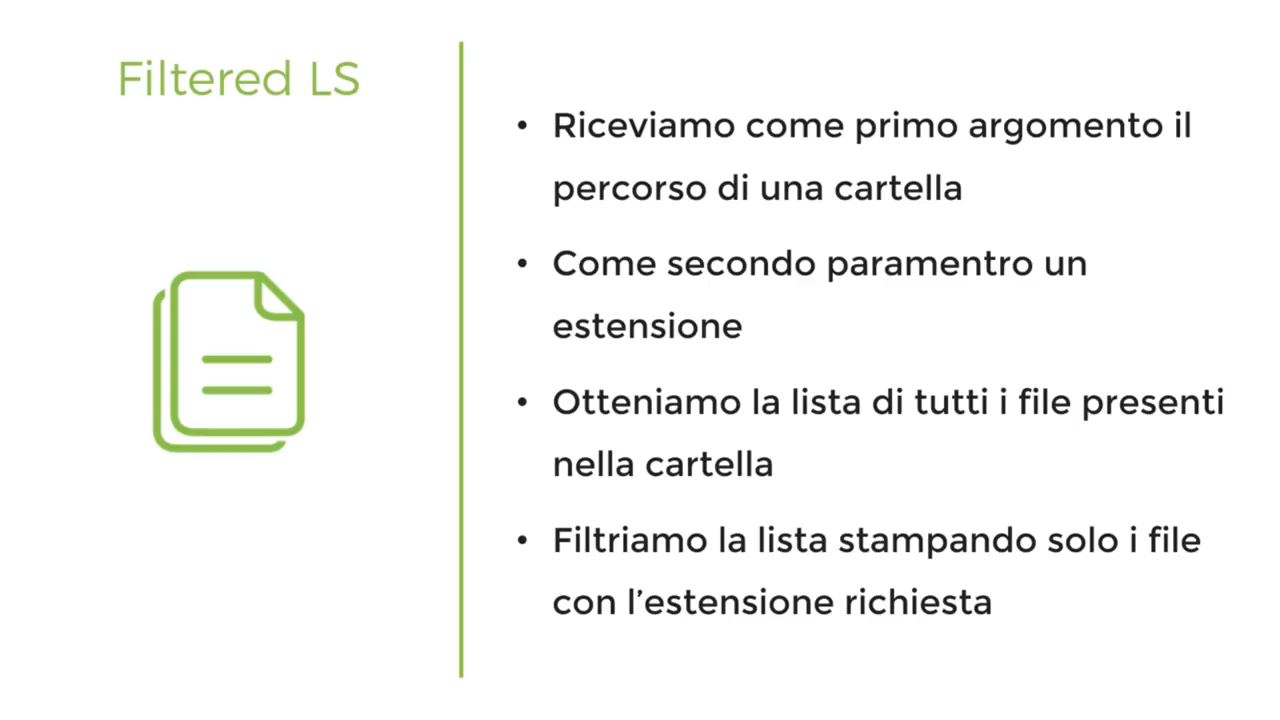 Filtered LS
• Riceviamo come primo argomento il
percorso di una cartella
• Come secondo paramentro un
estensione
• Otteniamo la lista di tutti i file presenti
nella cartella
• Filtriamo la lista stampando solo i file
con l’estensione richiesta